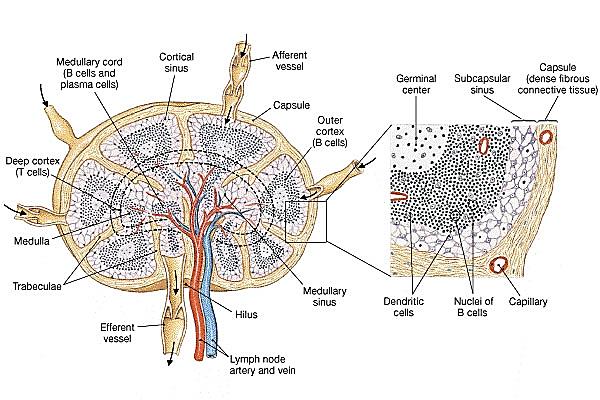 Medullary cord
(B cells and
plasma cells)
Cortical
sinus
Afferent
vessel
Capsule
Outer
cortex
(B cells)
Deep cortex
(T cells)
Medulla
Trabeculae
Efferent
vessel
Hilus
Lymph node
artery and vein
Medullary
sinus
Germinal
center
Subcapsular
sinus
Capsule
(dense fibrous
connective tissue)
Dendritic
cells
Nuclei of
B cells
Capillary